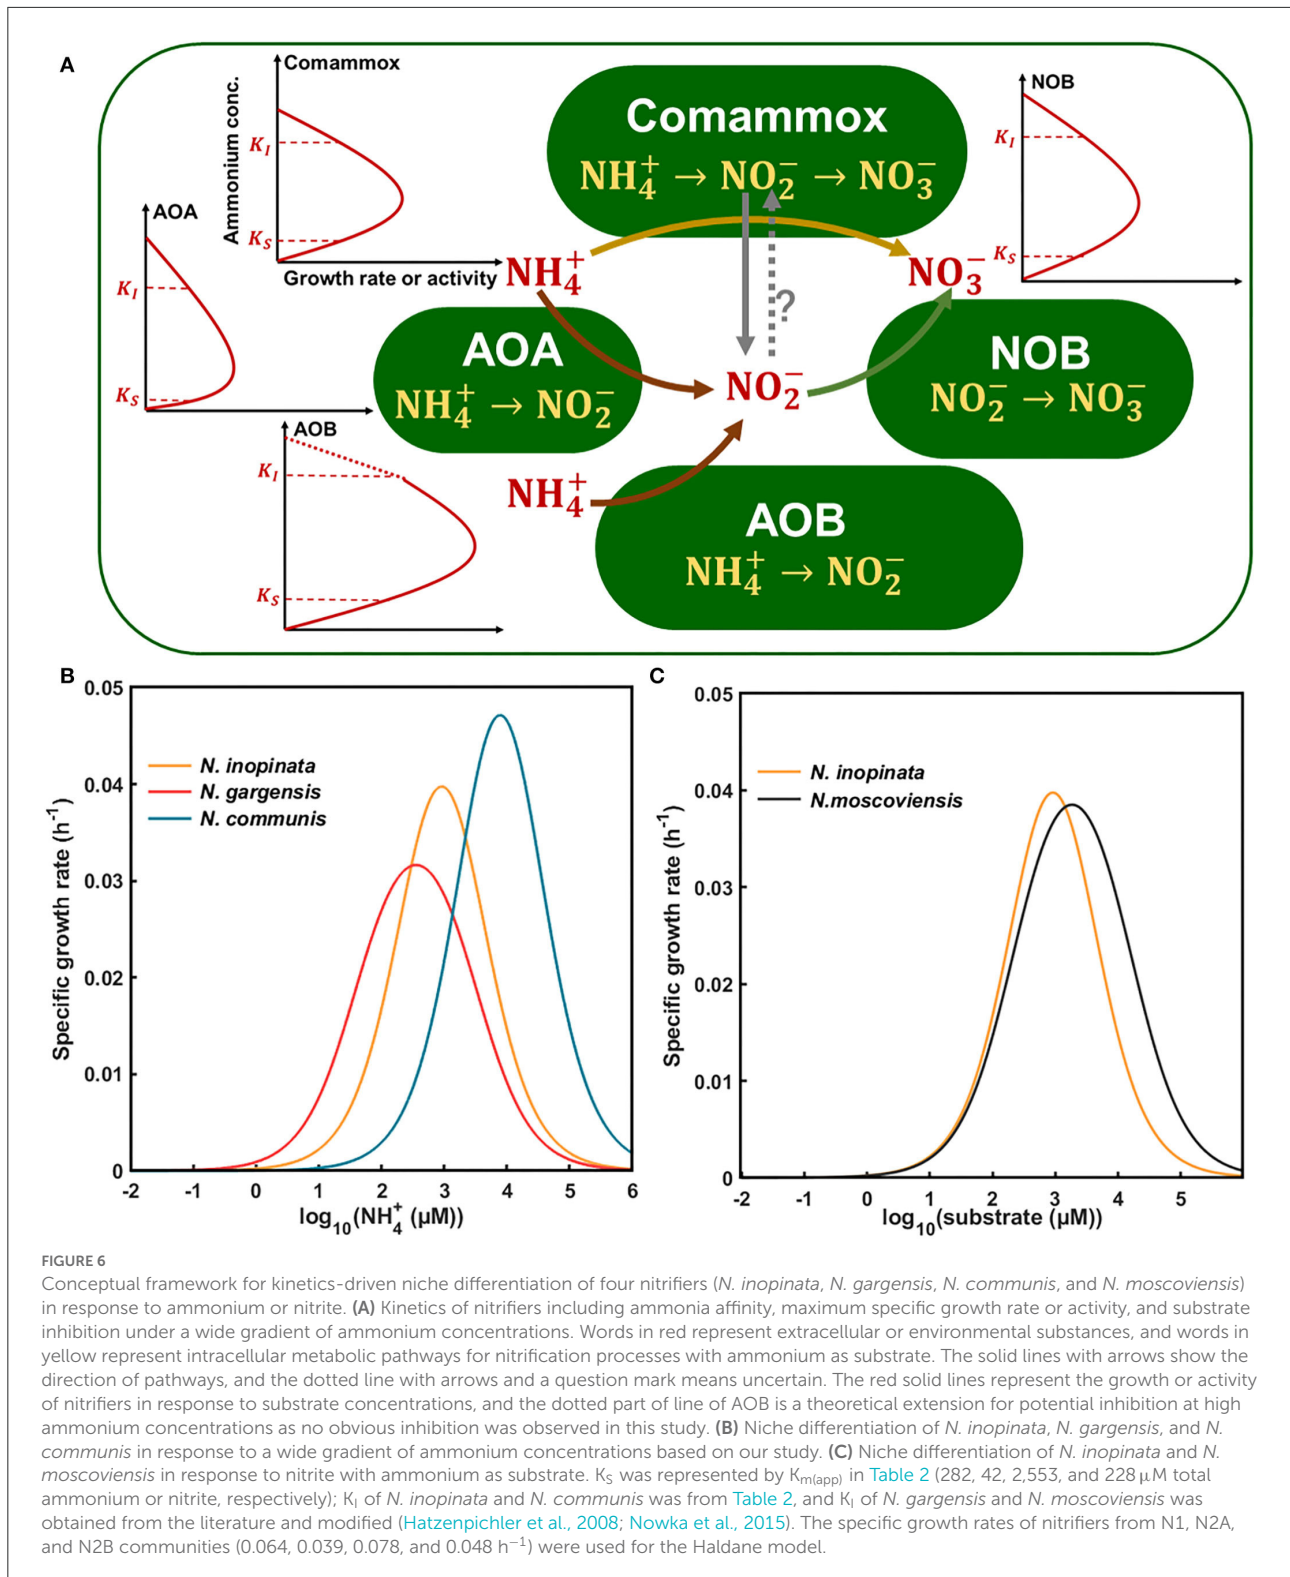 A
Comammox
Ammonium conc.
K_I
K_S
Growth rate or activity
AOA
K_I
K_S
AOB
K_I
K_S
NOB
K_I
K_S
Comammox
NH₄⁺ → NO₂⁻ → NO₃⁻
NH₄⁺
NO₃⁻
?
AOA
NH₄⁺ → NO₂⁻
NO₂⁻
NOB
NO₂⁻ → NO₃⁻
NH₄⁺
AOB
NH₄⁺ → NO₂⁻
B
0.05
0.04
0.03
0.02
0.01
0
Specific growth rate (h⁻¹)
N. inopinata
N. gargensis
N. communis
-2 -1 0 1 2 3 4 5 6
log₁₀(NH₄⁺ (µM))
C
0.05
0.04
0.03
0.02
0.01
0
Specific growth rate (h⁻¹)
N. inopinata
N.moscoviensis
-2 -1 0 1 2 3 4 5
log₁₀(substrate (µM))
FIGURE 6
Conceptual framework for kinetics-driven niche differentiation of four nitrifiers (N. inopinata, N. gargensis, N. communis, and N. moscoviensis)
in response to ammonium or nitrite. (A) Kinetics of nitrifiers including ammonia affinity, maximum specific growth rate or activity, and substrate
inhibition under a wide gradient of ammonium concentrations. Words in red represent extracellular or environmental substances, and words in
yellow represent intracellular metabolic pathways for nitrification processes with ammonium as substrate. The solid lines with arrows show the
direction of pathways, and the dotted line with arrows and a question mark means uncertain. The red solid lines represent the growth or activity
of nitrifiers in response to substrate concentrations, and the dotted part of line of AOB is a theoretical extension for potential inhibition at high
ammonium concentrations as no obvious inhibition was observed in this study. (B) Niche differentiation of N. inopinata, N. gargensis, and N.
communis in response to a wide gradient of ammonium concentrations based on our study. (C) Niche differentiation of N. inopinata and N.
moscoviensis in response to nitrite with ammonium as substrate. K_S was represented by K_m(app) in Table 2 (282, 42, 2,553, and 228 µM total
ammonium or nitrite, respectively); K_I of N. inopinata and N. communis was from Table 2, and K_I of N. gargensis and N. moscoviensis was
obtained from the literature and modified (Hatzenpichler et al., 2008; Nowka et al., 2015). The specific growth rates of nitrifiers from N1, N2A,
and N2B communities (0.064, 0.039, 0.078, and 0.048 h⁻¹) were used for the Haldane model.